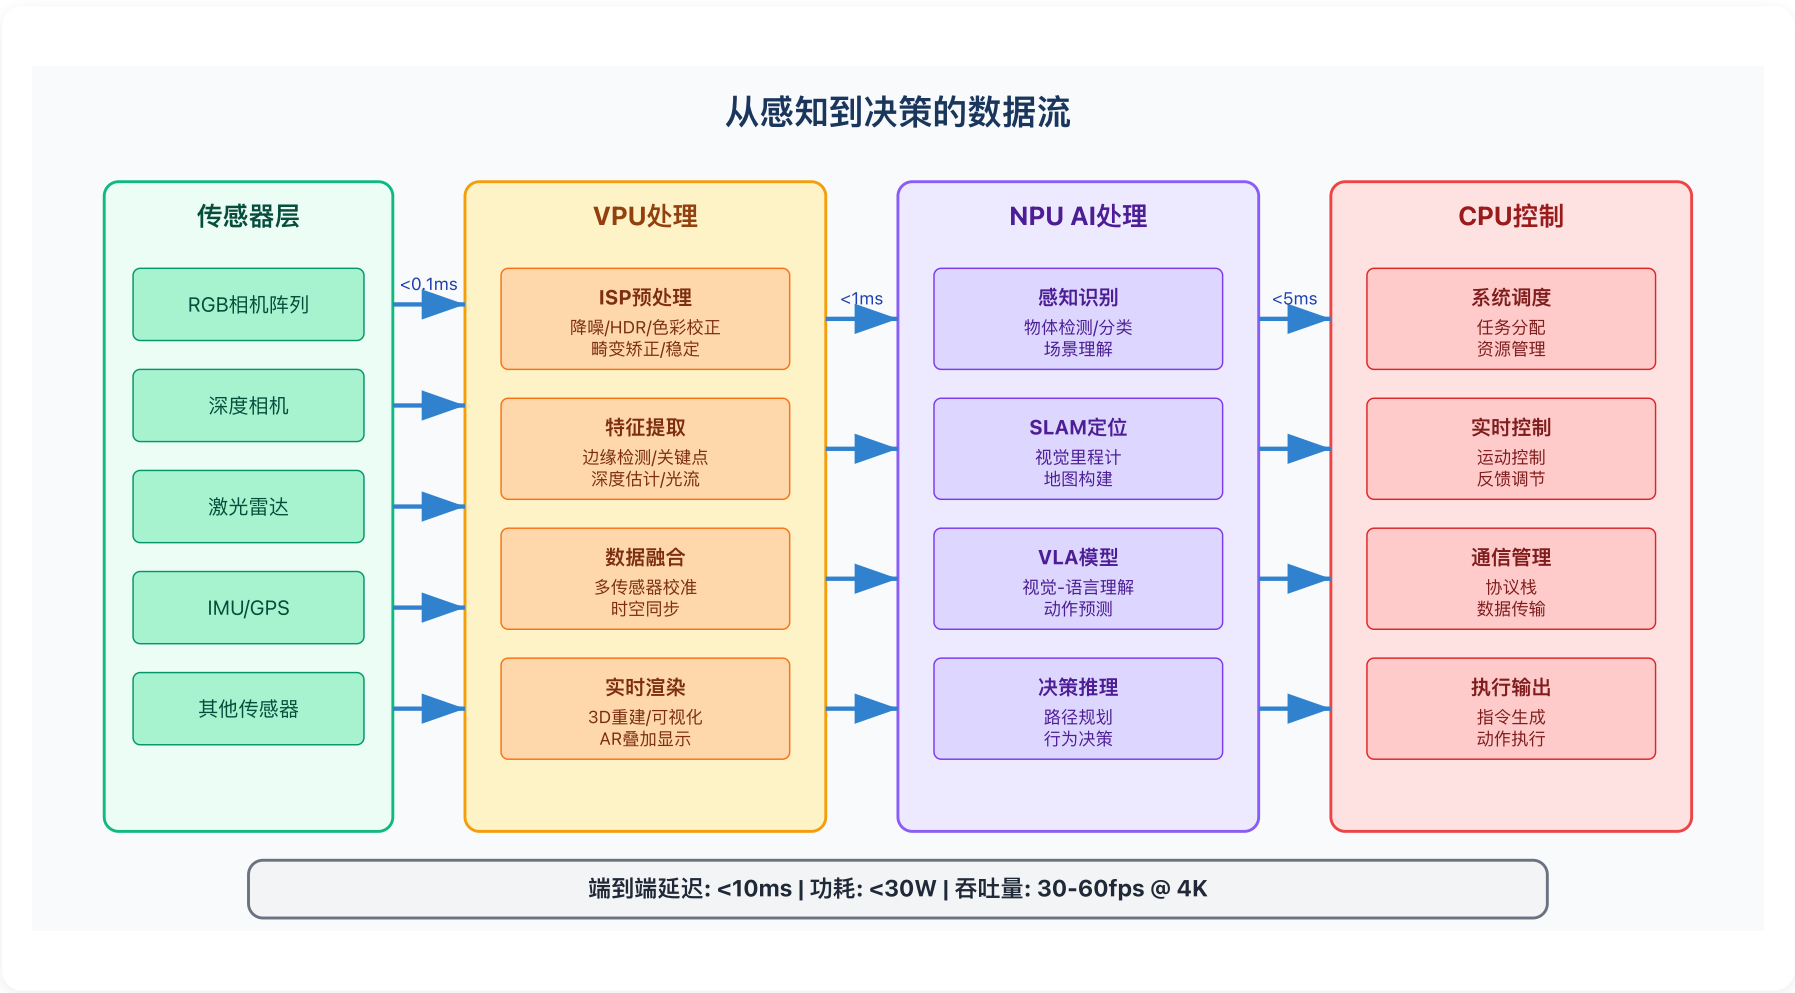 从感知到决策的数据流
传感器层
RGB相机阵列
深度相机
激光雷达
IMU/GPS
其他传感器
<0.1ms
VPU处理
ISP预处理
降噪/HDR/色彩校正
畸变矫正/稳定
特征提取
边缘检测/关键点
深度估计/光流
数据融合
多传感器校准
时空同步
实时渲染
3D重建/可视化
AR叠加显示
<1ms
NPU AI处理
感知识别
物体检测/分类
场景理解
SLAM定位
视觉里程计
地图构建
VLA模型
视觉-语言理解
动作预测
决策推理
路径规划
行为决策
<5ms
CPU控制
系统调度
任务分配
资源管理
实时控制
运动控制
反馈调节
通信管理
协议栈
数据传输
执行输出
指令生成
动作执行
端到端延迟: <10ms | 功耗: <30W | 吞吐量: 30-60fps @ 4K